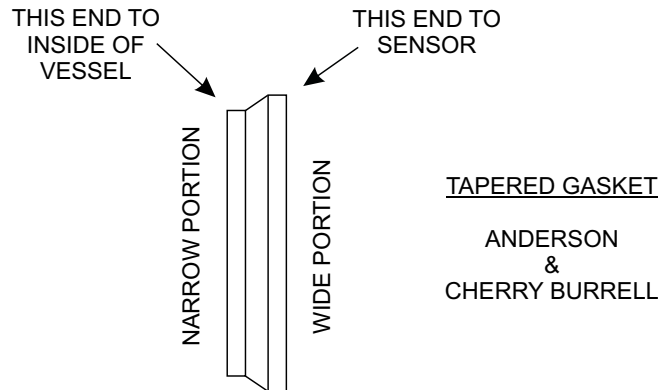 THIS END TO
INSIDE OF
VESSEL
THIS END TO
SENSOR
NARROW PORTION
WIDE PORTION
TAPERED GASKET
ANDERSON
&
CHERRY BURRELL